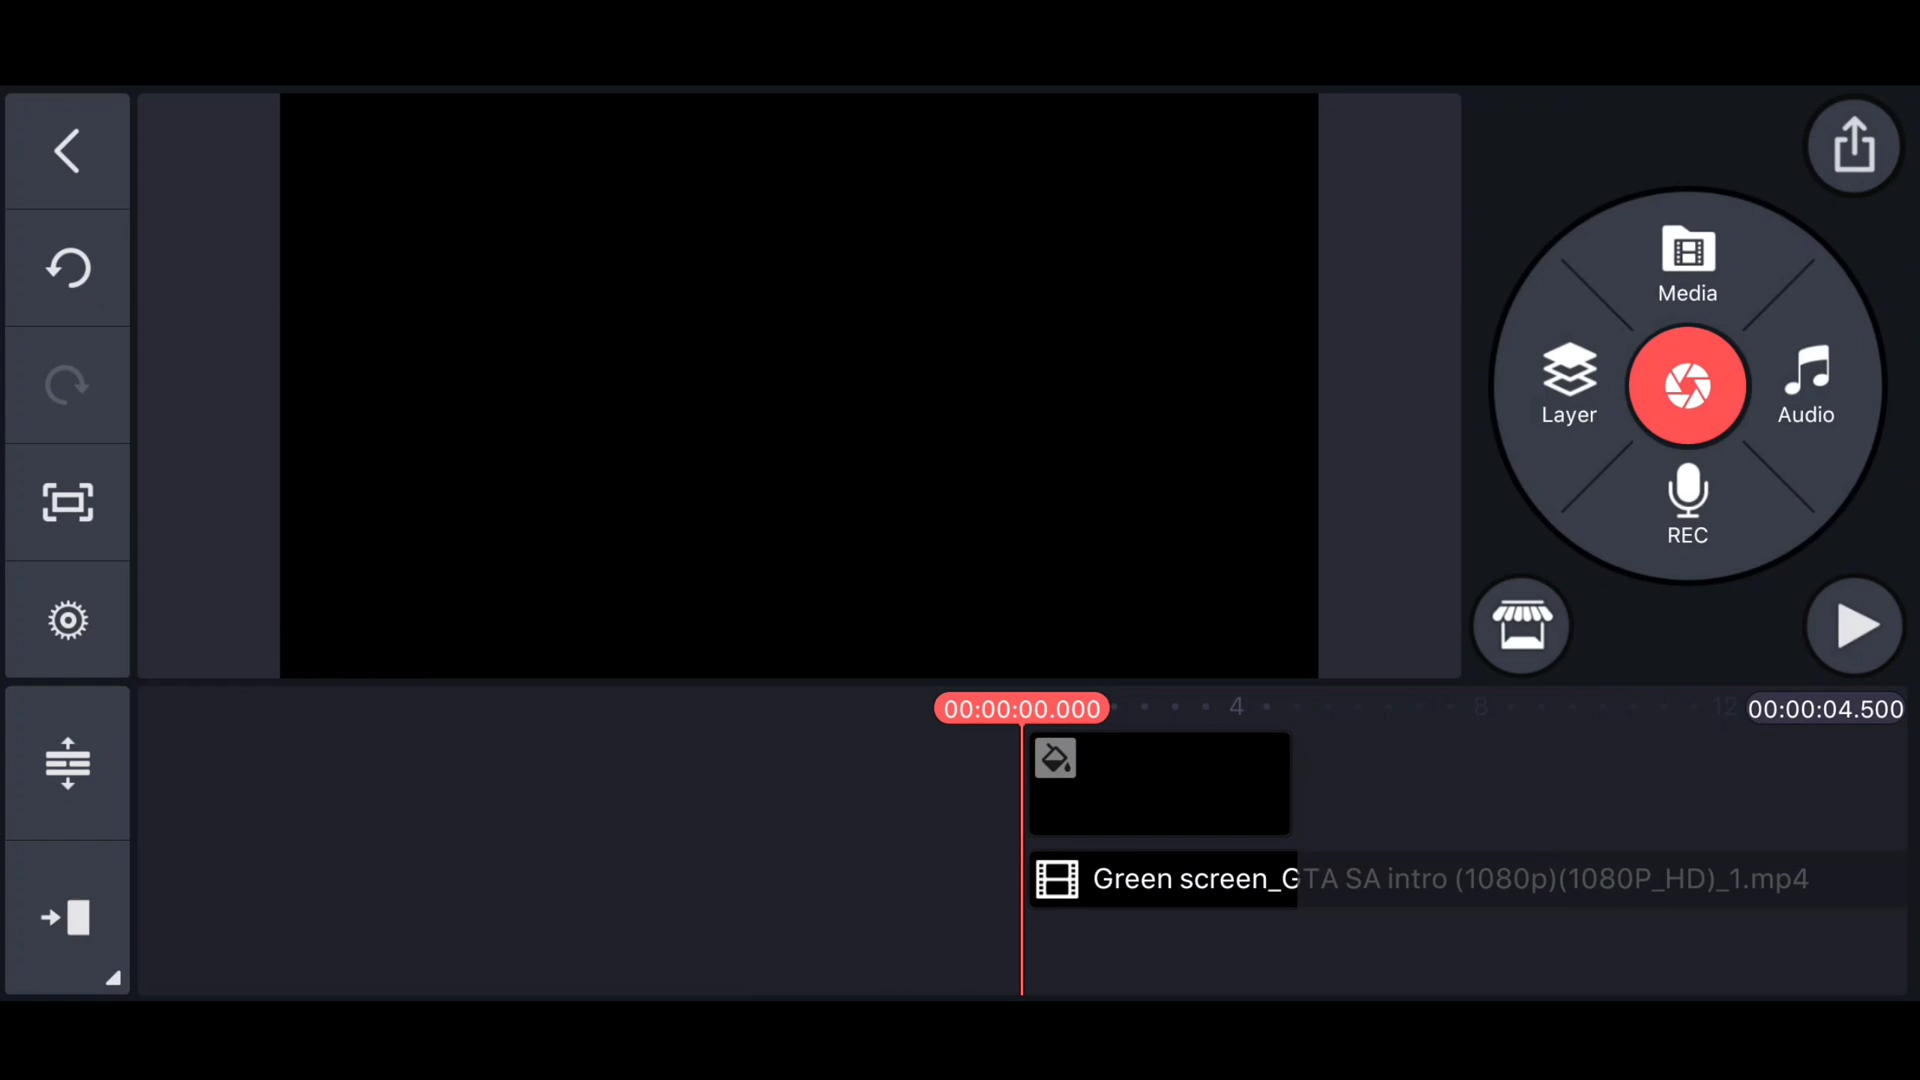 Media
Layer
Audio
REC
00:00:00.000
4
8
12
00:00:04.500
Green screen_GTA SA intro (1080p)(1080P_HD)_1.mp4